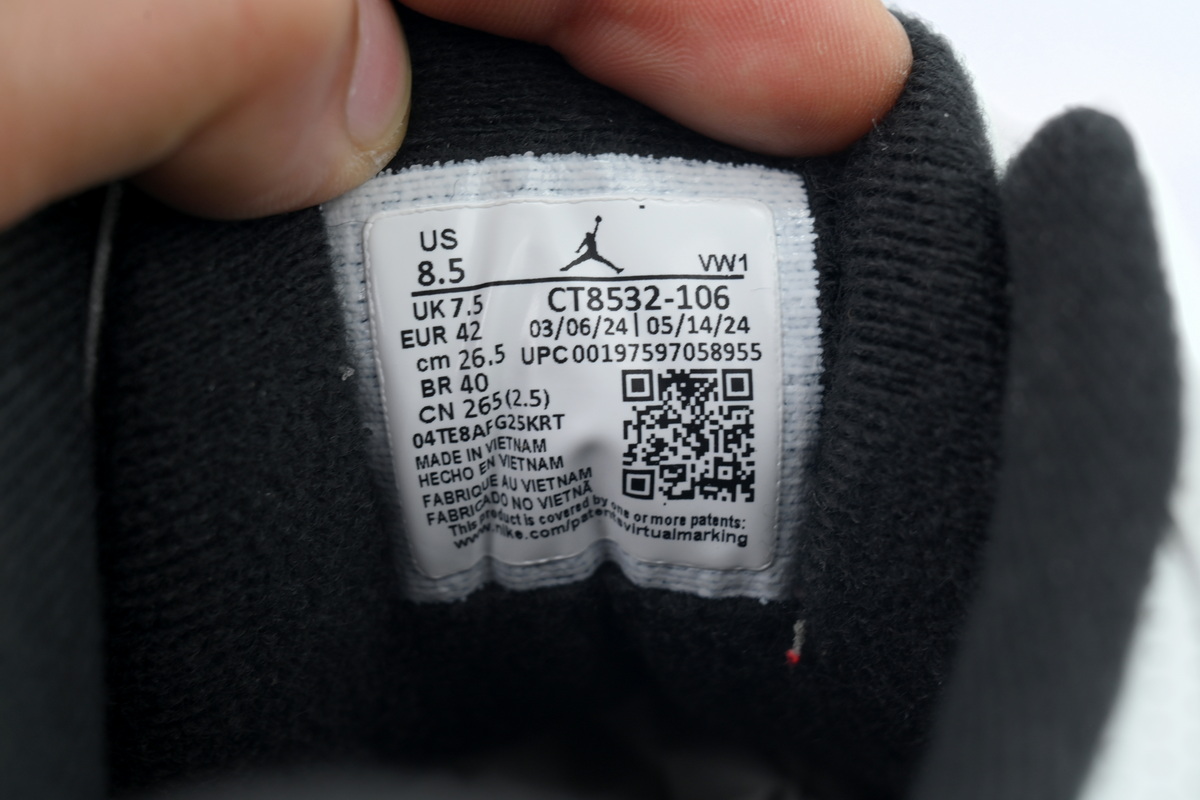 US
8.5
VW1
UK 7.5
CT8532-106
EUR 42
03/06/24 | 05/14/24
cm 26.5
UPC 00197597058955
BR 40
CN 265(2.5)
04TE8AFG25KRT
MADE IN VIETNAM
HECHO EN VIETNAM
FABRIQUE AU VIETNAM
FABRICADO NO VIETNÃ
This product is covered by one or more patents:
www.nike.com/patentsvirtualmarking